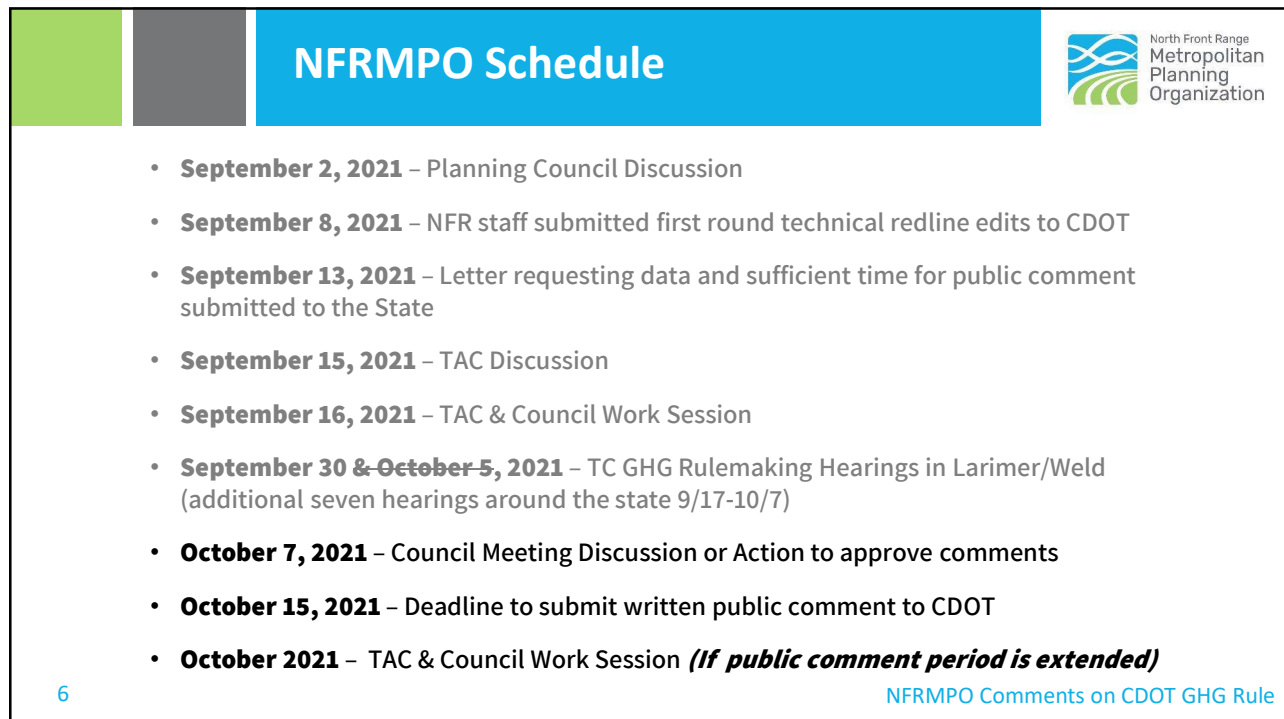 NFRMPO Schedule
North Front Range
Metropolitan
Planning
Organization
• September 2, 2021 – Planning Council Discussion
• September 8, 2021 – NFR staff submitted first round technical redline edits to CDOT
• September 13, 2021 – Letter requesting data and sufficient time for public comment
submitted to the State
• September 15, 2021 – TAC Discussion
• September 16, 2021 – TAC & Council Work Session
• September 30 & October 5, 2021 – TC GHG Rulemaking Hearings in Larimer/Weld
(additional seven hearings around the state 9/17-10/7)
• October 7, 2021 – Council Meeting Discussion or Action to approve comments
• October 15, 2021 – Deadline to submit written public comment to CDOT
• October 2021 – TAC & Council Work Session (If public comment period is extended)
6
NFRMPO Comments on CDOT GHG Rule